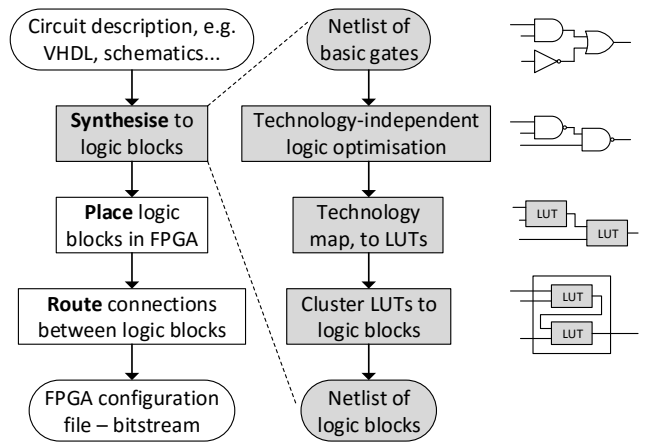 Circuit description, e.g.
VHDL, schematics...
Synthesise to
logic blocks
Place logic
blocks in FPGA
Route connections
between logic blocks
FPGA configuration
file – bitstream
Netlist of
basic gates
Technology-independent
logic optimisation
Technology
map, to LUTs
Cluster LUTs to
logic blocks
Netlist of
logic blocks
LUT
LUT
LUT
LUT